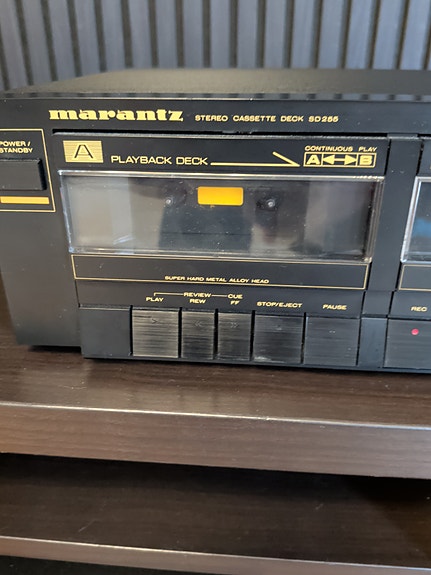 marantz STEREO CASSETTE DECK SD255
POWER/
STANDBY
A PLAYBACK DECK
CONTINUOUS PLAY
A B
SUPER HARD METAL ALLOY HEAD
REVIEW CUE
PLAY REW FF STOP/EJECT PAUSE REC